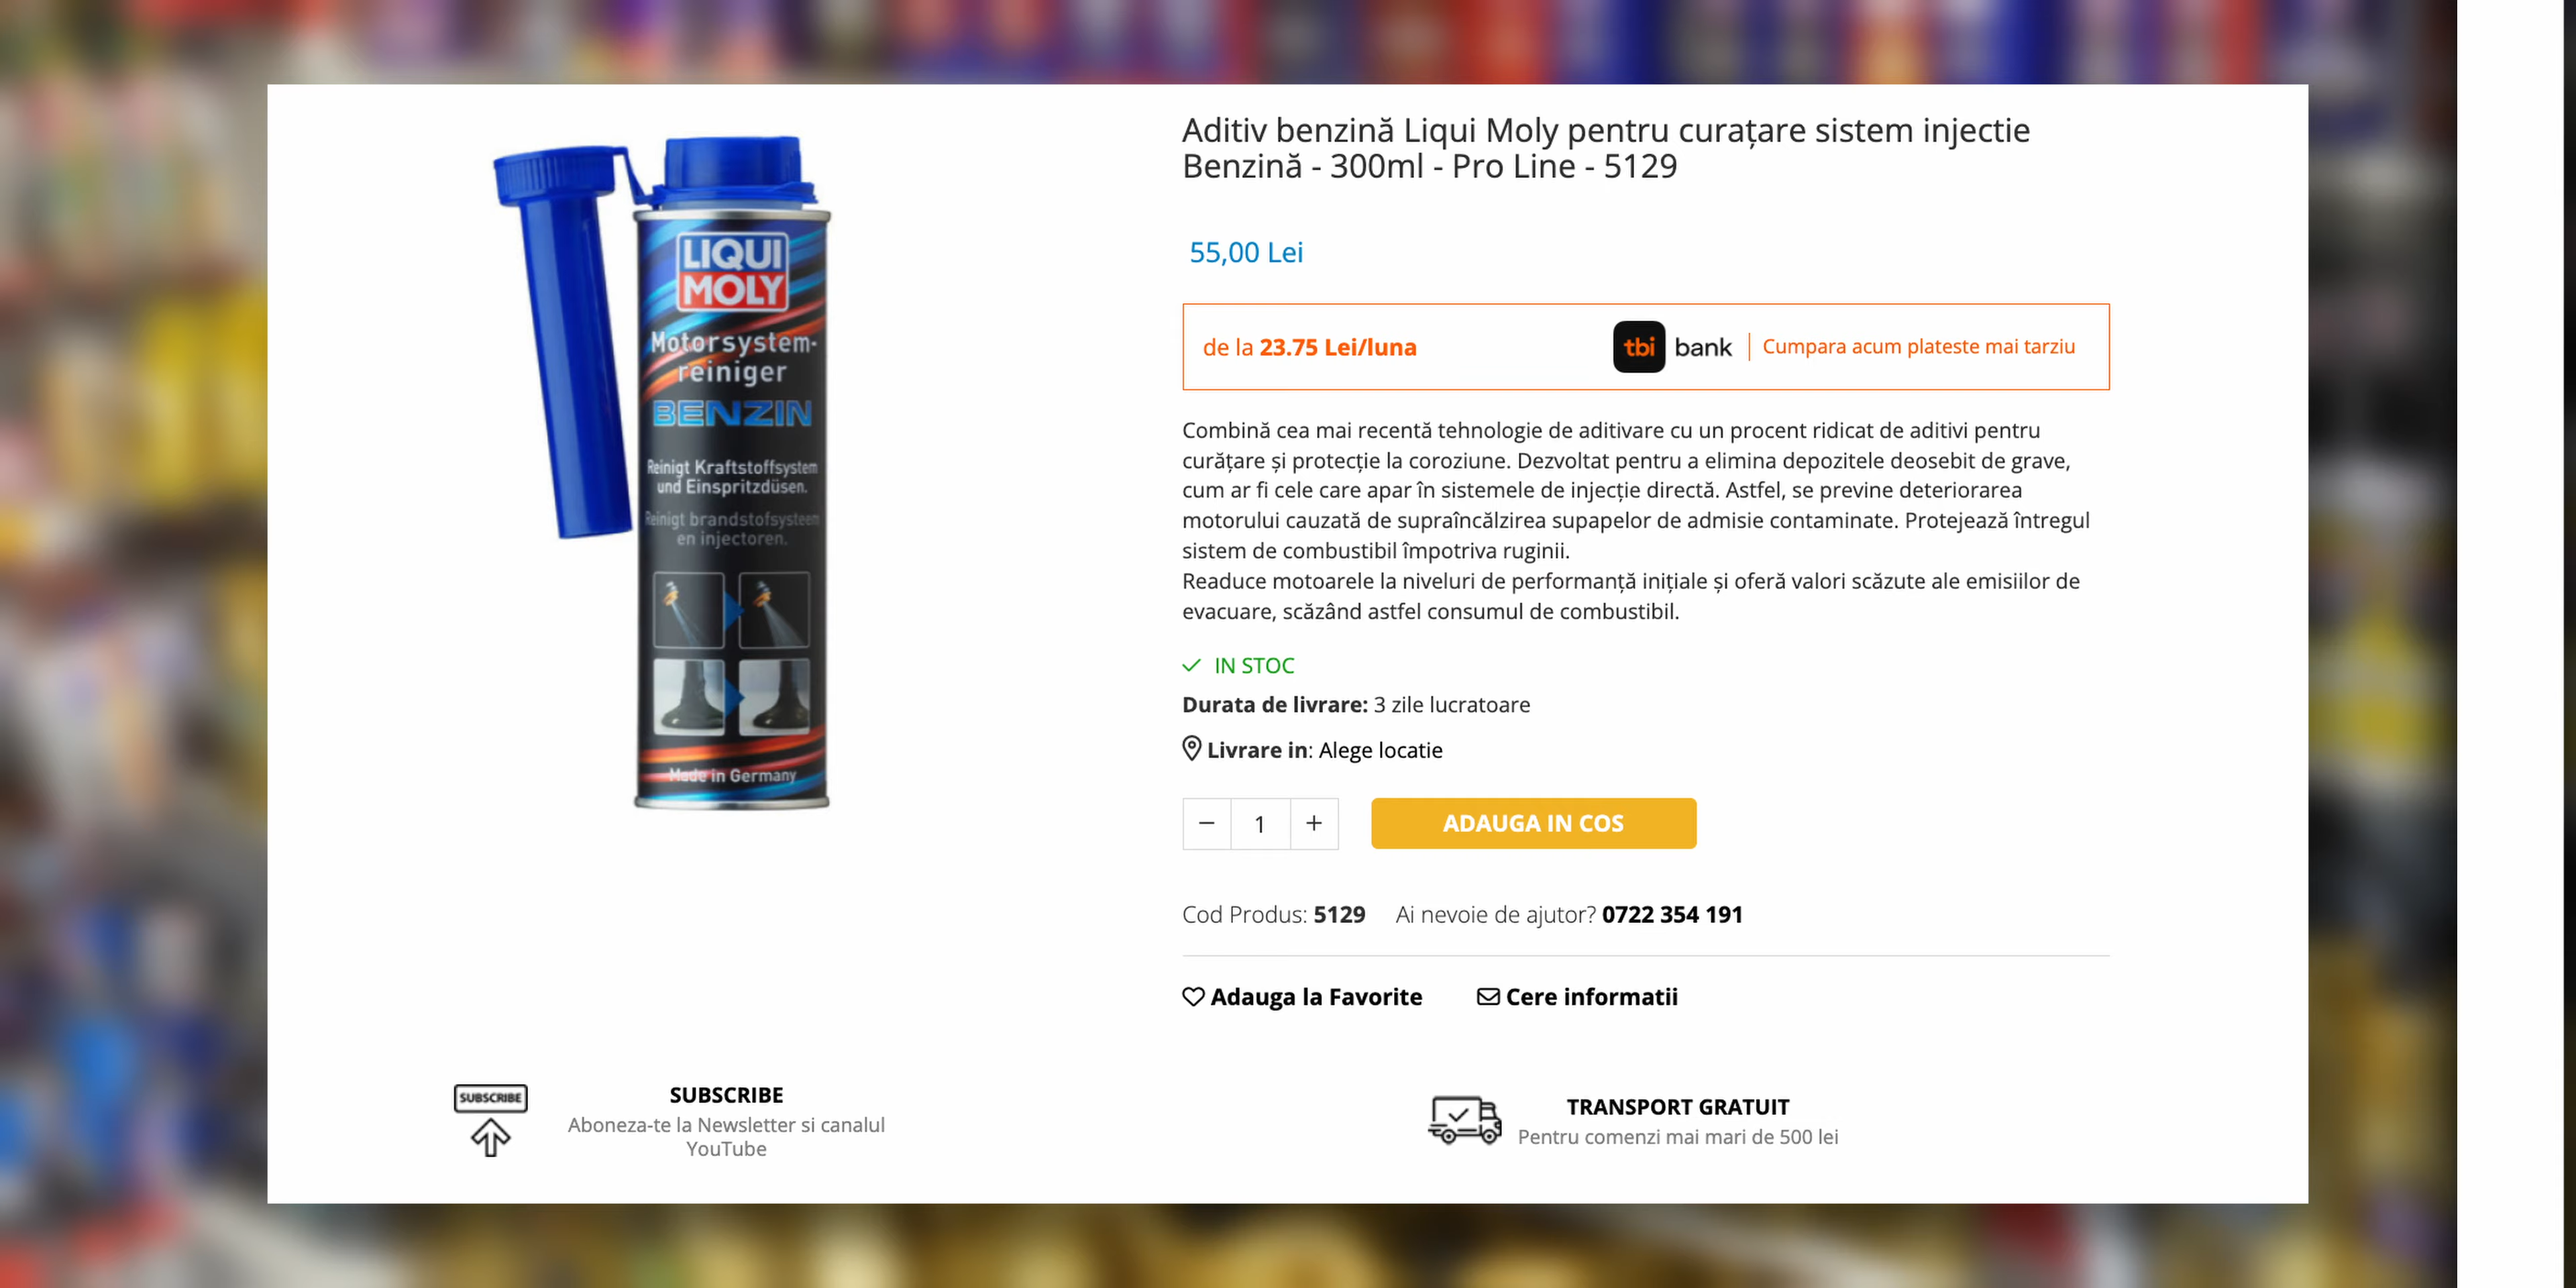 Aditiv benzină Liqui Moly pentru curațare sistem injectie
Benzină - 300ml - Pro Line - 5129
55,00 Lei
de la 23.75 Lei/luna
tbi bank
Cumpara acum plateste mai tarziu
Combină cea mai recentă tehnologie de aditivare cu un procent ridicat de aditivi pentru
curățare și protecție la coroziune. Dezvoltat pentru a elimina depozitele deosebit de grave,
cum ar fi cele care apar în sistemele de injecție directă. Astfel, se previne deteriorarea
motorului cauzată de supraîncălzirea supapelor de admisie contaminate. Protejează întregul
sistem de combustibil împotriva ruginii.
Readuce motoarele la niveluri de performanță inițiale și oferă valori scăzute ale emisiilor de
evacuare, scăzând astfel consumul de combustibil.
IN STOC
Durata de livrare: 3 zile lucratoare
Livrare in: Alege locatie
− 1 +
ADAUGA IN COS
Cod Produs: 5129
Ai nevoie de ajutor? 0722 354 191
Adauga la Favorite
Cere informatii
LIQUI
MOLY
Motorsystem-
reiniger
BENZIN
Reinigt Kraftstoffsystem
und Einspritzdüsen.
Reinigt brandstofsysteem
en injectoren.
Made in Germany
SUBSCRIBE
SUBSCRIBE
Aboneza-te la Newsletter si canalul
YouTube
TRANSPORT GRATUIT
Pentru comenzi mai mari de 500 lei